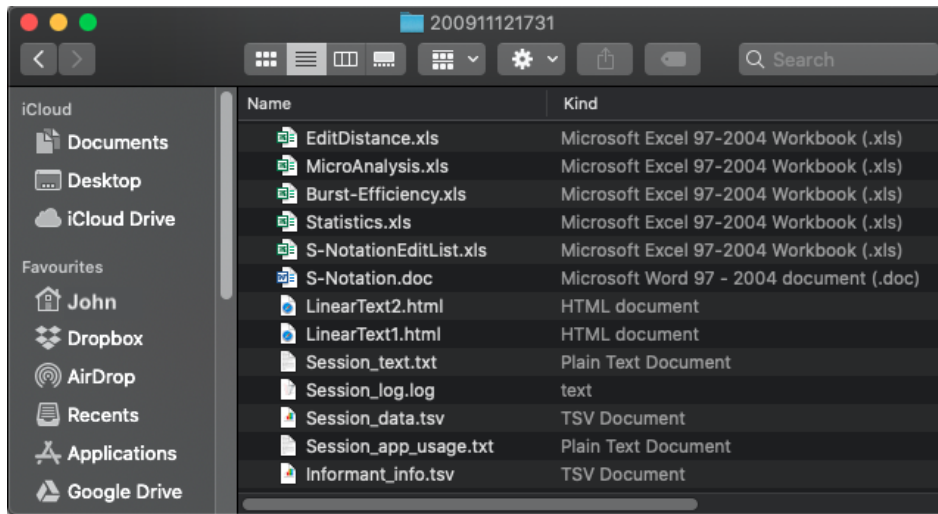 200911121731
Search
iCloud
Documents
Desktop
iCloud Drive
Favourites
John
Dropbox
AirDrop
Recents
Applications
Google Drive
Name Kind
EditDistance.xls Microsoft Excel 97-2004 Workbook (.xls)
MicroAnalysis.xls Microsoft Excel 97-2004 Workbook (.xls)
Burst-Efficiency.xls Microsoft Excel 97-2004 Workbook (.xls)
Statistics.xls Microsoft Excel 97-2004 Workbook (.xls)
S-NotationEditList.xls Microsoft Excel 97-2004 Workbook (.xls)
S-Notation.doc Microsoft Word 97 - 2004 document (.doc)
LinearText2.html HTML document
LinearText1.html HTML document
Session_text.txt Plain Text Document
Session_log.log text
Session_data.tsv TSV Document
Session_app_usage.txt Plain Text Document
Informant_info.tsv TSV Document